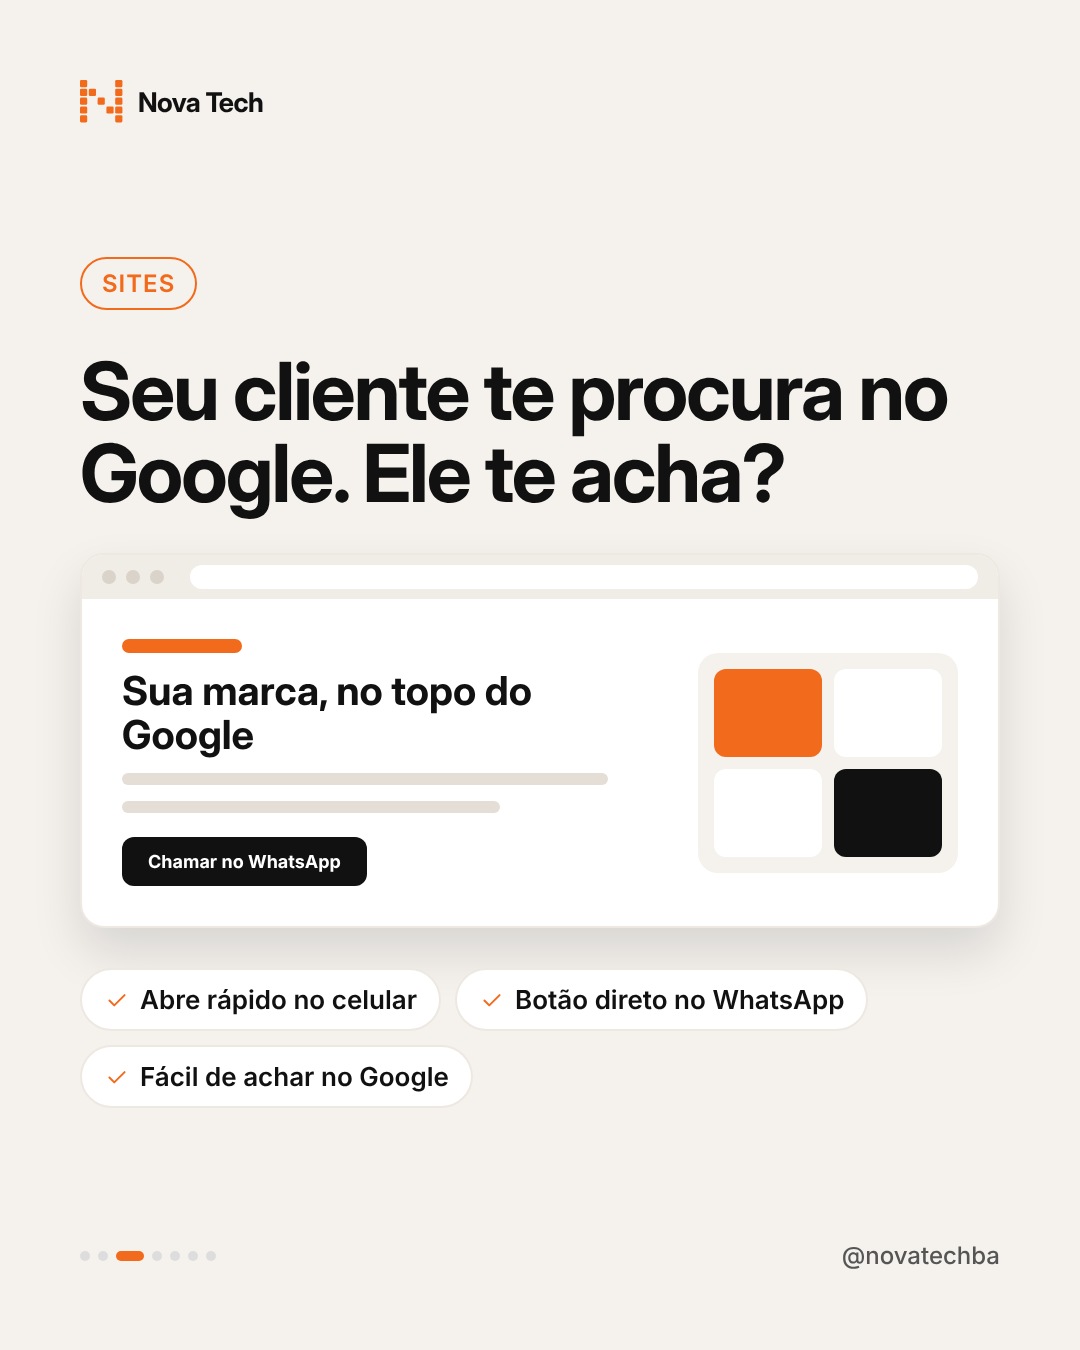 Nova Tech
SITES
Seu cliente te procura no
Google. Ele te acha?
Sua marca, no topo do
Google
Chamar no WhatsApp
Abre rápido no celular
Botão direto no WhatsApp
Fácil de achar no Google
@novatechba